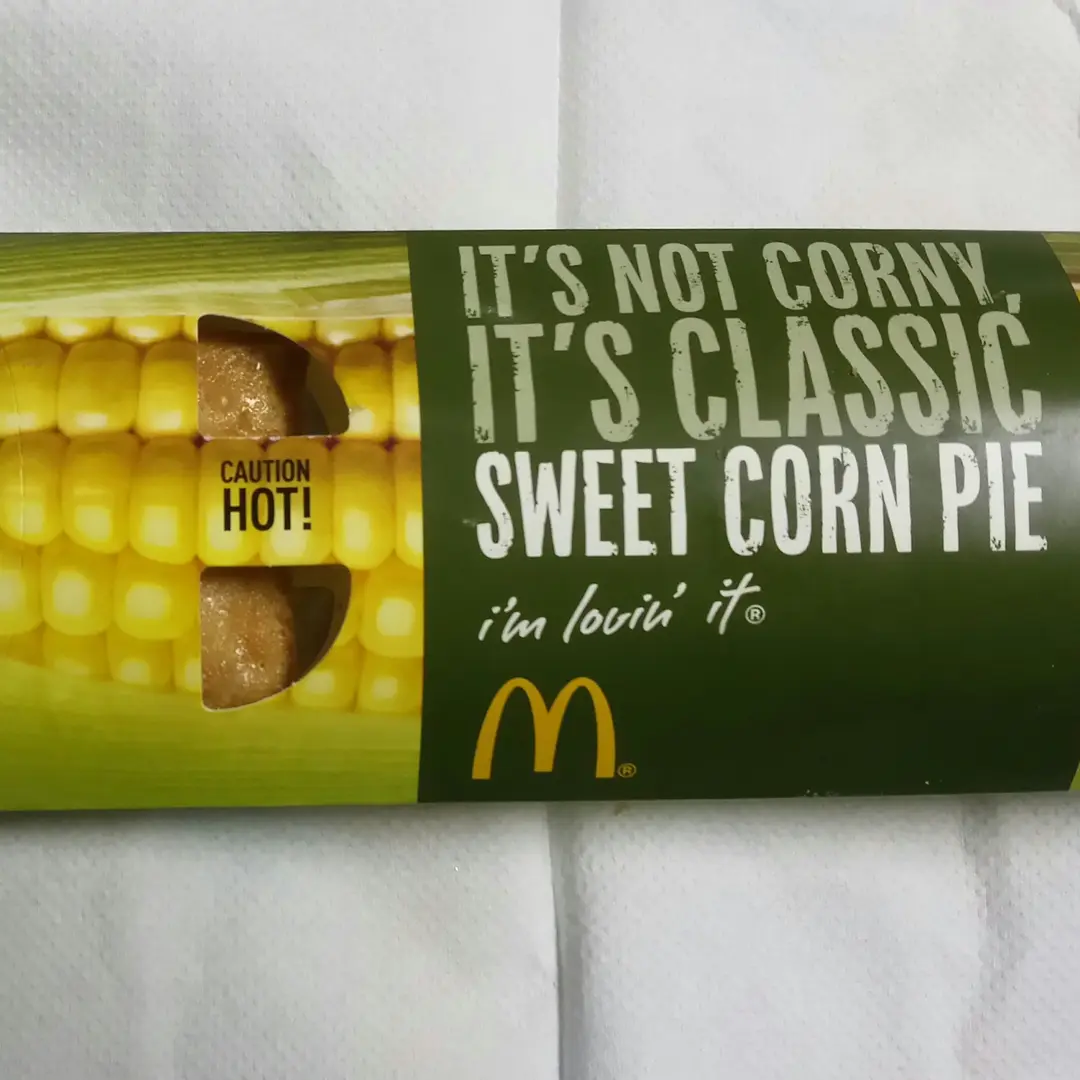 IT'S NOT CORNY,
IT'S CLASSIC
SWEET CORN PIE
i'm lovin' it®
M®
CAUTION
HOT!